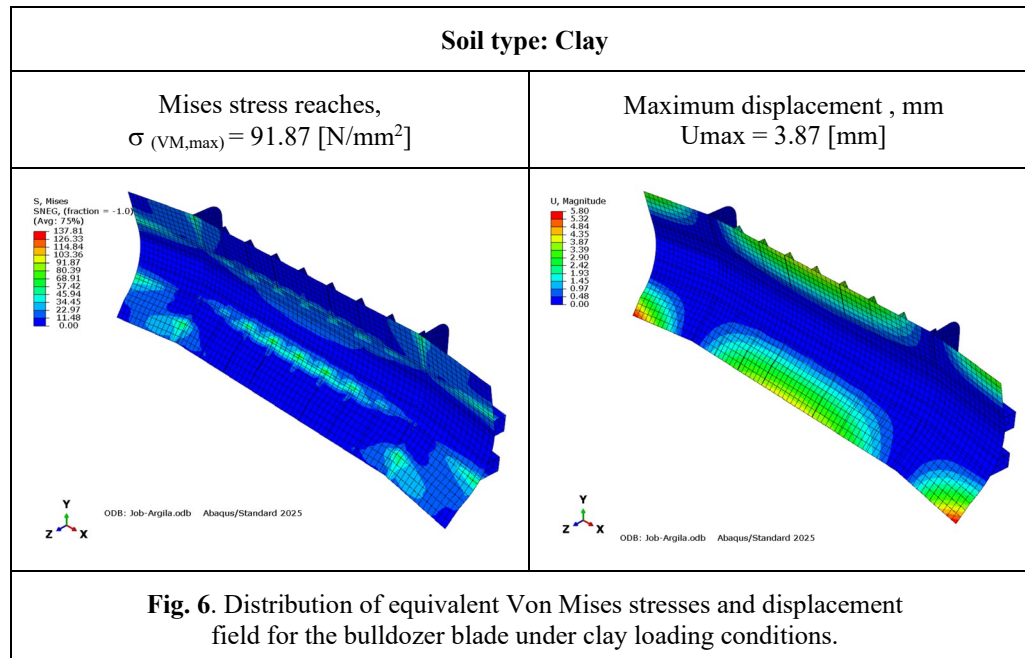 Soil type: Clay
Mises stress reaches,
σ (VM,max) = 91.87 [N/mm²]
Maximum displacement , mm
Umax = 3.87 [mm]
S, Mises
SNEG, (fraction = -1.0)
(Avg: 75%)
137.81
126.33
114.84
103.36
91.87
80.39
68.91
57.42
45.94
34.45
22.97
11.48
0.00
Y
Z
X
ODB: Job-Argila.odb Abaqus/Standard 2025
U, Magnitude
5.80
5.32
4.84
4.35
3.87
3.39
2.90
2.42
1.93
1.45
0.97
0.48
0.00
Y
Z
X
ODB: Job-Argila.odb Abaqus/Standard 2025
Fig. 6. Distribution of equivalent Von Mises stresses and displacement
field for the bulldozer blade under clay loading conditions.